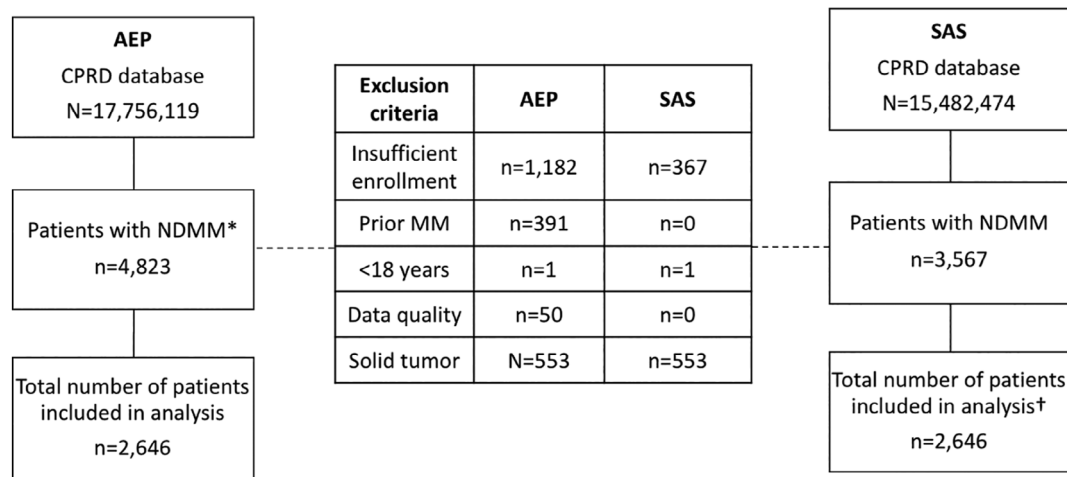 AEP
CPRD database
N=17,756,119
Patients with NDMM*
n=4,823
Total number of patients
included in analysis
n=2,646
Exclusion
criteria
AEP
SAS
Insufficient
enrollment
n=1,182
n=367
Prior MM
n=391
n=0
<18 years
n=1
n=1
Data quality
n=50
n=0
Solid tumor
N=553
n=553
SAS
CPRD database
N=15,482,474
Patients with NDMM
n=3,567
Total number of patients
included in analysis†
n=2,646